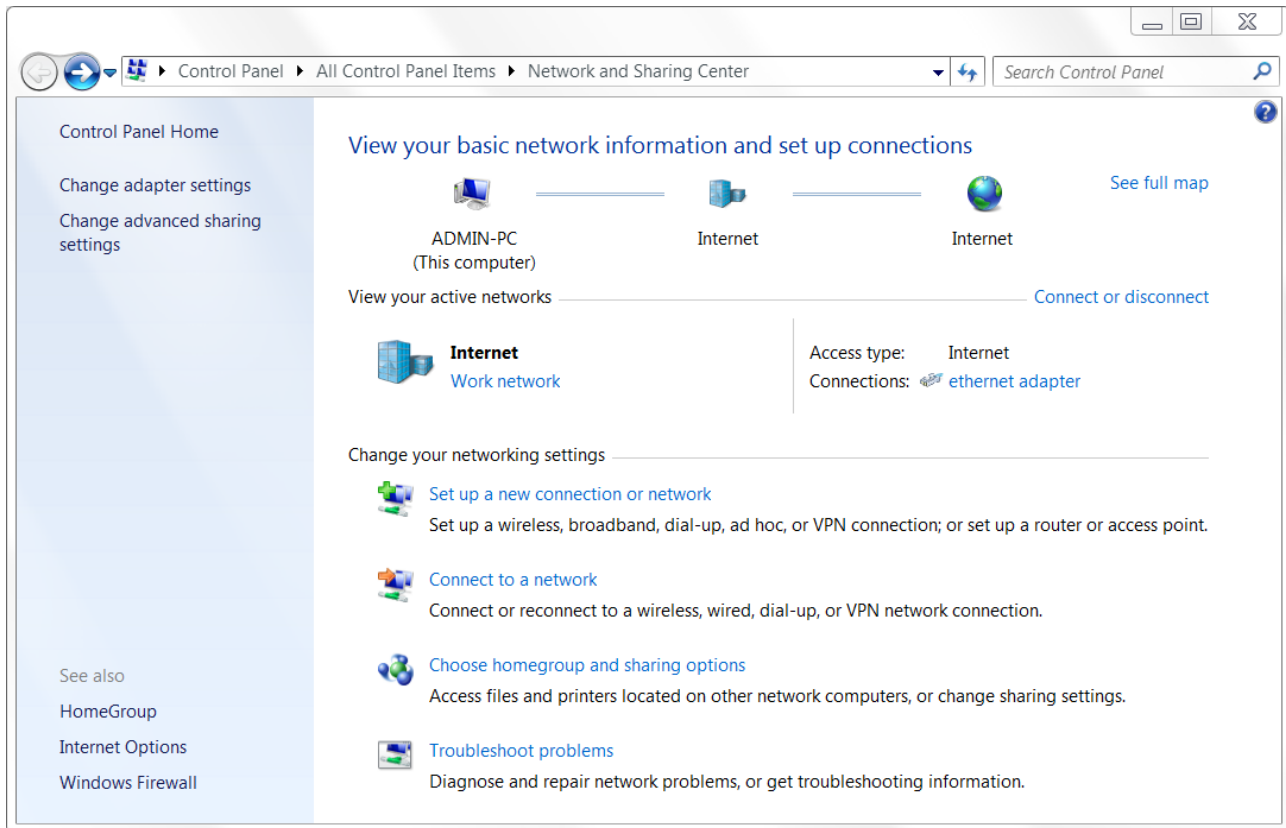 Control Panel All Control Panel Items Network and Sharing Center Search Control Panel
Control Panel Home
Change adapter settings
Change advanced sharing
settings
See also
HomeGroup
Internet Options
Windows Firewall
View your basic network information and set up connections
See full map
ADMIN-PC Internet Internet
(This computer)
View your active networks Connect or disconnect
Internet Access type: Internet
Work network Connections: ethernet adapter
Change your networking settings
Set up a new connection or network
Set up a wireless, broadband, dial-up, ad hoc, or VPN connection; or set up a router or access point.
Connect to a network
Connect or reconnect to a wireless, wired, dial-up, or VPN network connection.
Choose homegroup and sharing options
Access files and printers located on other network computers, or change sharing settings.
Troubleshoot problems
Diagnose and repair network problems, or get troubleshooting information.